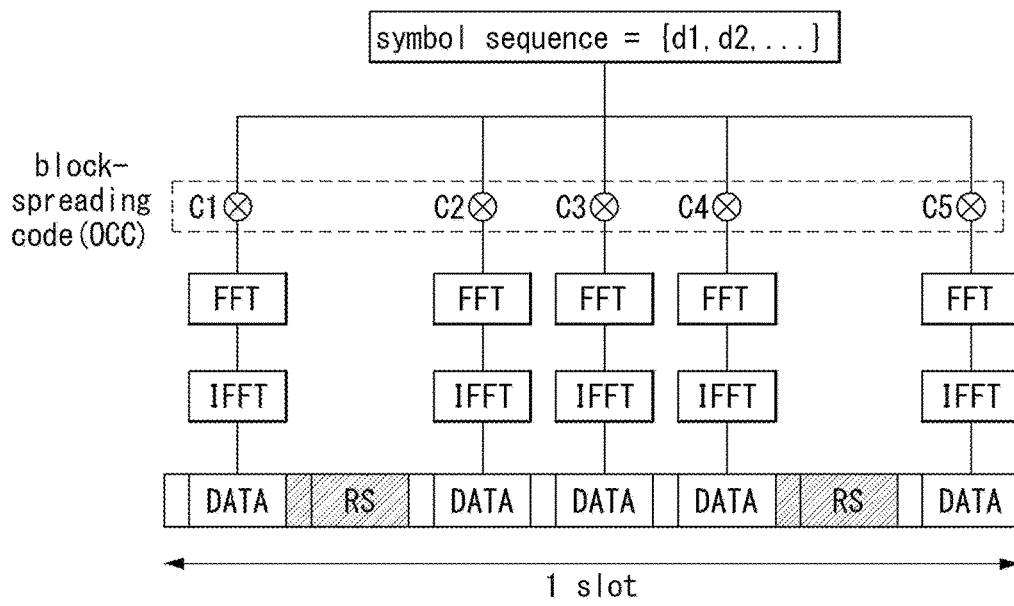 symbol sequence = {d1,d2,...}
block-
spreading
code(OCC)
C1 C2 C3 C4 C5
FFT FFT FFT FFT FFT
IFFT IFFT IFFT IFFT IFFT
DATA RS DATA DATA DATA RS DATA
1 slot